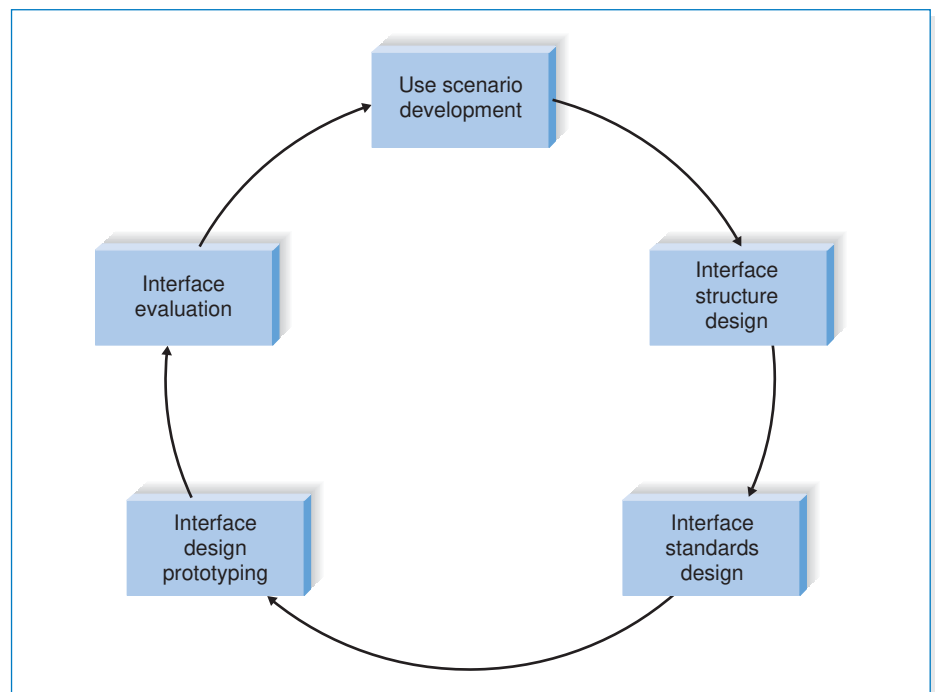 Use scenario
development
Interface
structure
design
Interface
standards
design
Interface
design
prototyping
Interface
evaluation